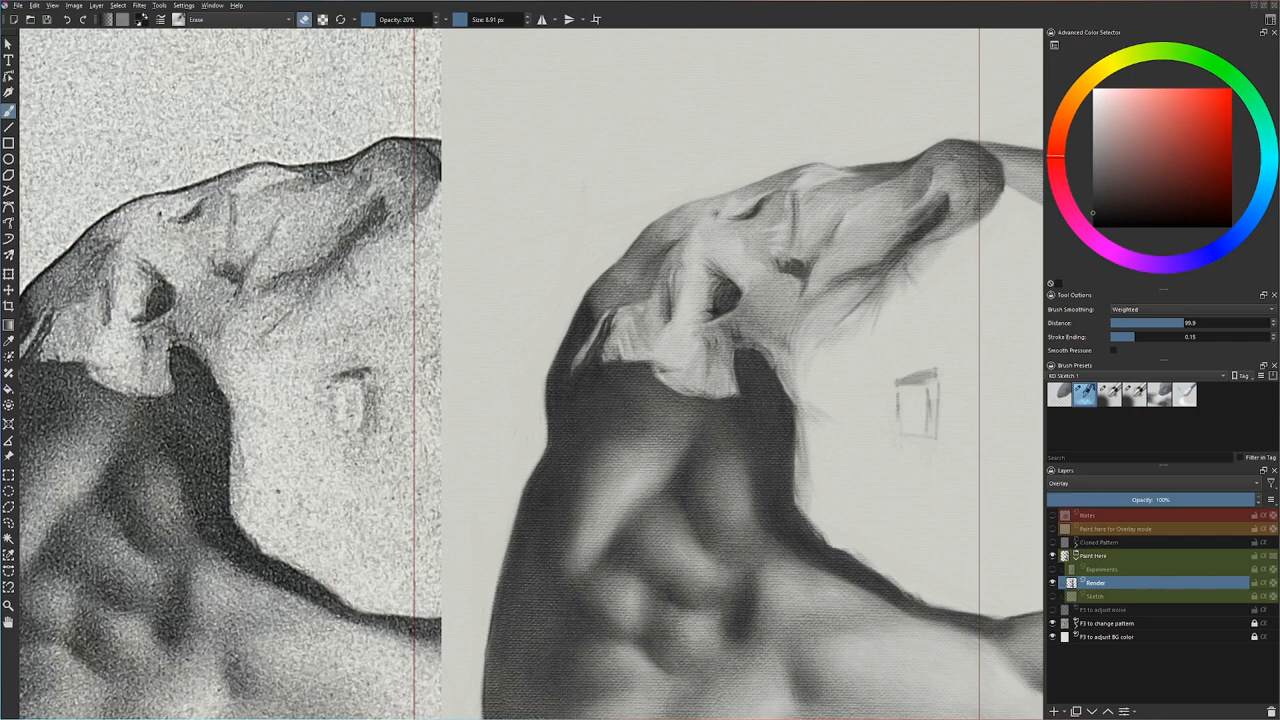 File Edit View Image Layer Select Filter Tools Settings Window Help
Erase Opacity: 20% Size: 8.91 px
Advanced Color Selector
Tool Options
Brush Smoothing: Weighted
Distance: 99.9
Stroke Ending: 0.15
Smooth Pressure:
Brush Presets
Tag
Search Filter in Tag
Layers
Overlay
Opacity: 100%
Notes
Paint here for Overlay mode
Cloned Pattern
Paint Here
Experiments
Render
Sketch
F3 to adjust noise
F3 to change pattern
F3 to adjust BG color